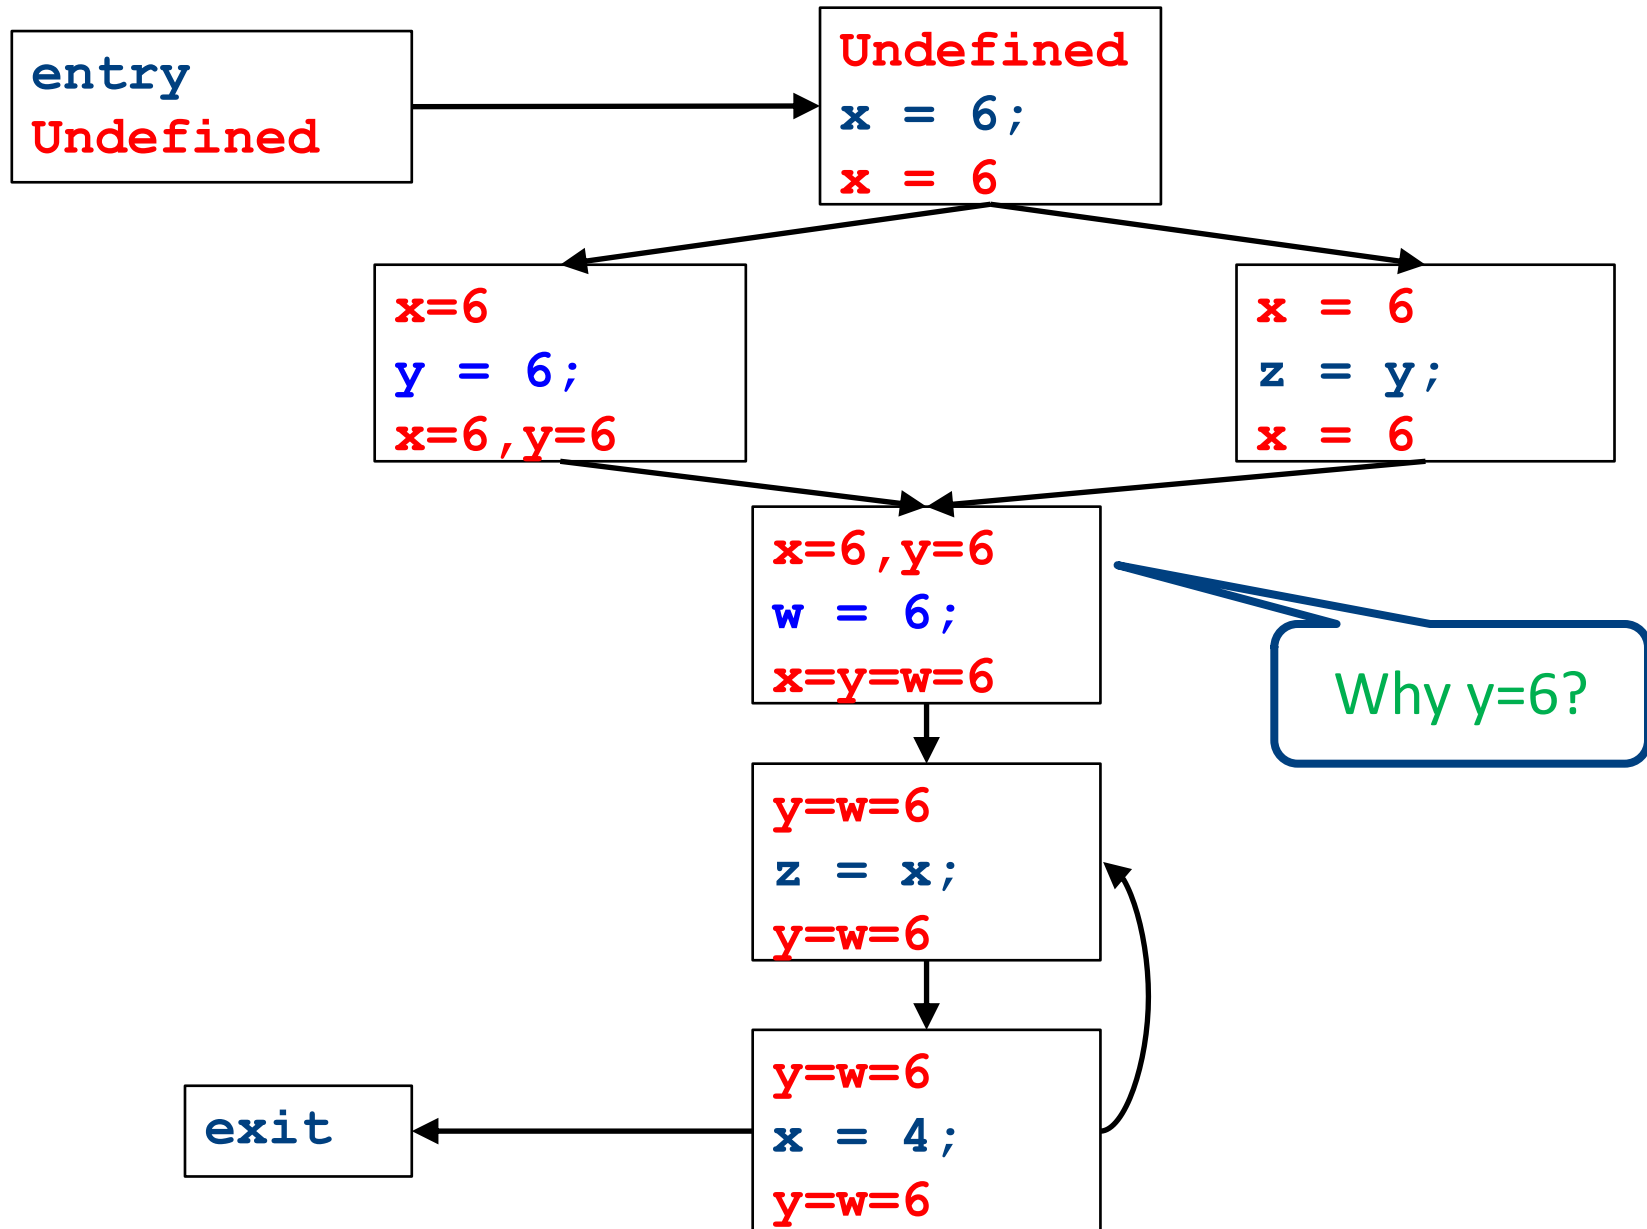 entry
Undefined
Undefined
x = 6;
x = 6
x=6
y = 6;
x=6,y=6
x = 6
z = y;
x = 6
x=6,y=6
w = 6;
x=y=w=6
Why y=6?
y=w=6
z = x;
y=w=6
y=w=6
x = 4;
y=w=6
exit